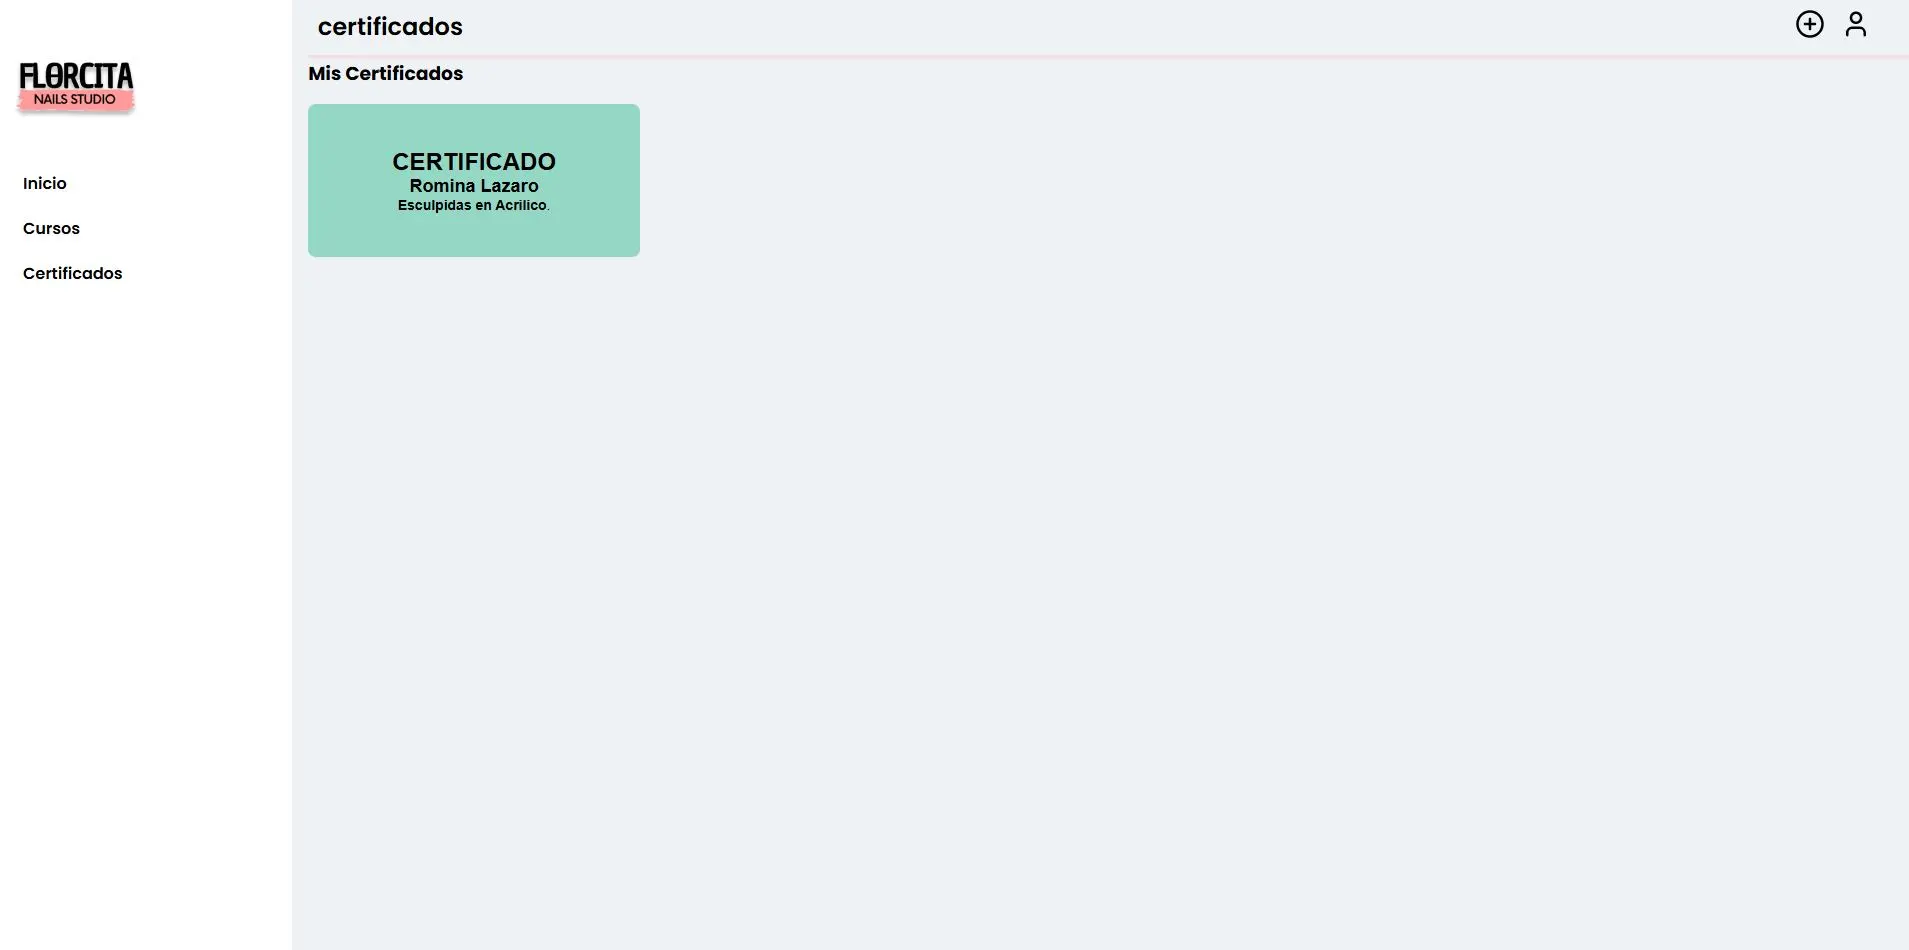 FLORCITA
NAILS STUDIO
Inicio
Cursos
Certificados
certificados
Mis Certificados
CERTIFICADO
Romina Lazaro
Esculpidas en Acrilico.